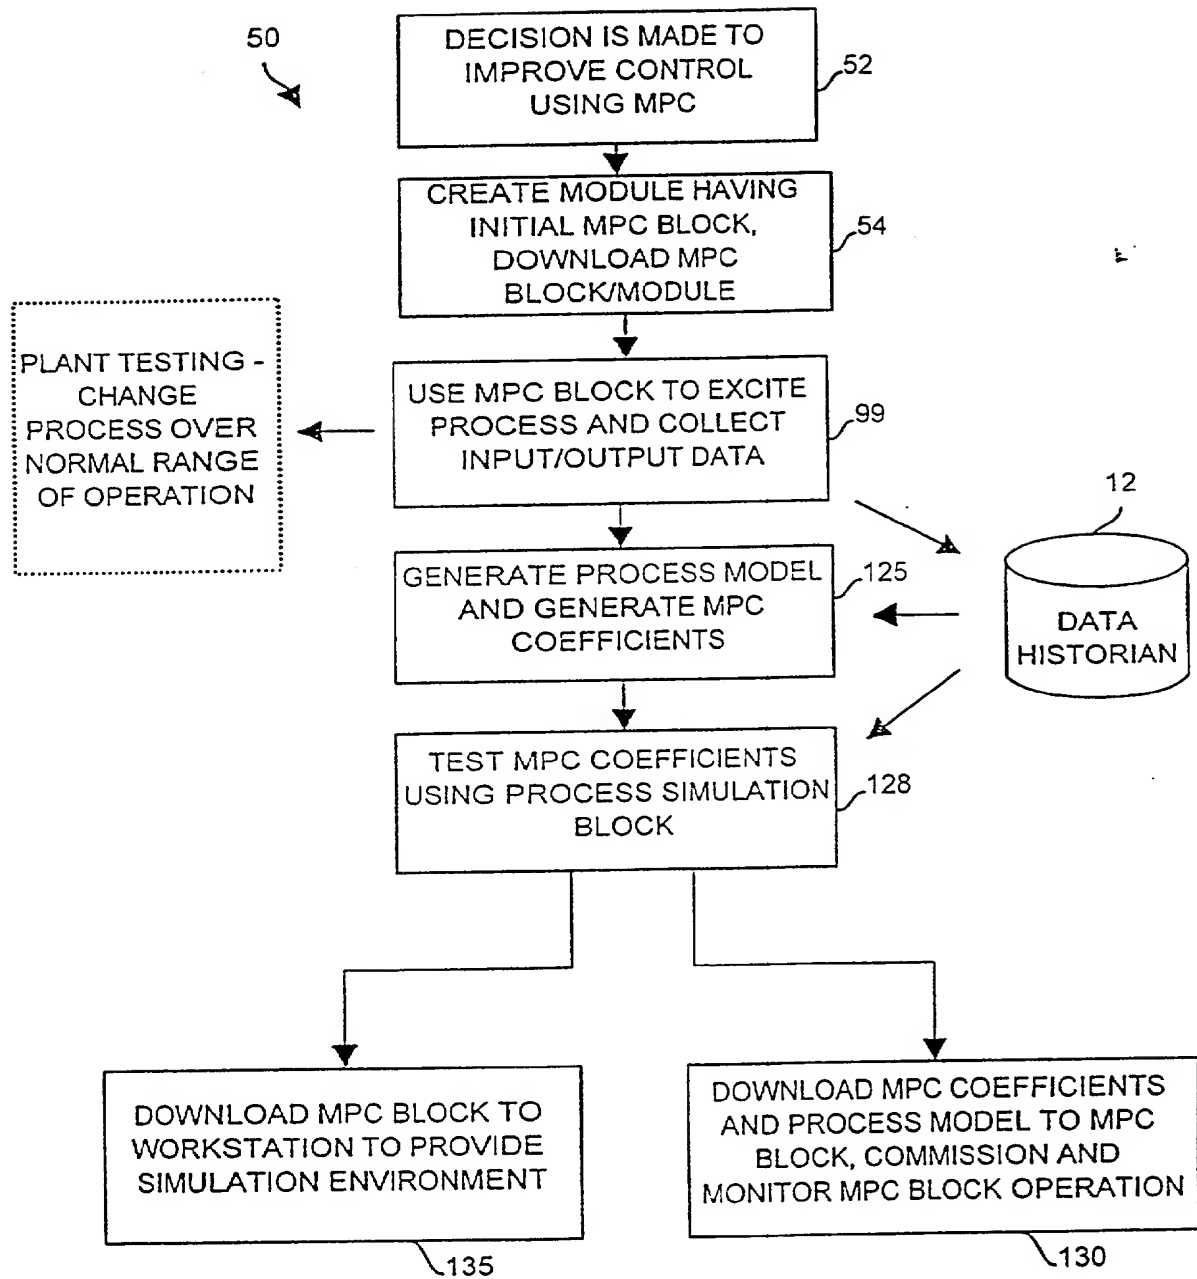 50
DECISION IS MADE TO
IMPROVE CONTROL
USING MPC
52
CREATE MODULE HAVING
INITIAL MPC BLOCK,
DOWNLOAD MPC
BLOCK/MODULE
54
PLANT TESTING -
CHANGE
PROCESS OVER
NORMAL RANGE
OF OPERATION
USE MPC BLOCK TO EXCITE
PROCESS AND COLLECT
INPUT/OUTPUT DATA
99
12
DATA
HISTORIAN
GENERATE PROCESS MODEL
AND GENERATE MPC
COEFFICIENTS
125
TEST MPC COEFFICIENTS
USING PROCESS SIMULATION
BLOCK
128
DOWNLOAD MPC BLOCK TO
WORKSTATION TO PROVIDE
SIMULATION ENVIRONMENT
135
DOWNLOAD MPC COEFFICIENTS
AND PROCESS MODEL TO MPC
BLOCK, COMMISSION AND
MONITOR MPC BLOCK OPERATION
130